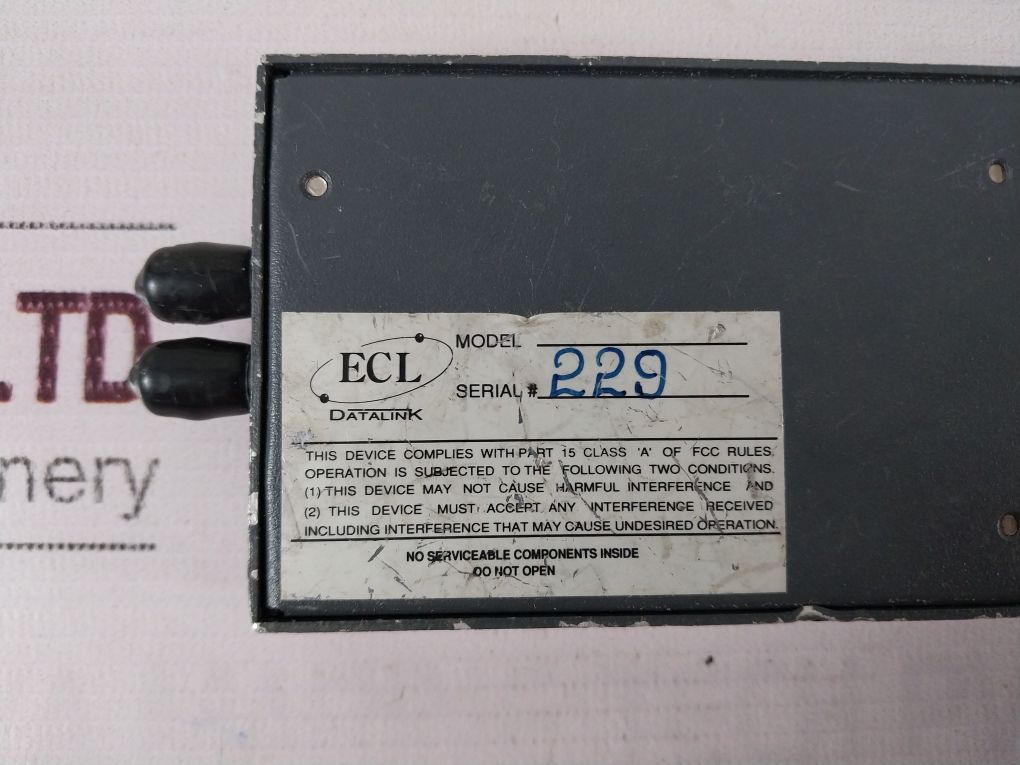 LTD
nery
ECL
DATALINK
MODEL
SERIAL # 229
THIS DEVICE COMPLIES WITH PART 15 CLASS 'A' OF FCC RULES.
OPERATION IS SUBJECTED TO THE FOLLOWING TWO CONDITIONS.
(1) THIS DEVICE MAY NOT CAUSE HARMFUL INTERFERENCE AND
(2) THIS DEVICE MUST ACCEPT ANY INTERFERENCE RECEIVED
INCLUDING INTERFERENCE THAT MAY CAUSE UNDESIRED OPERATION.
NO SERVICEABLE COMPONENTS INSIDE
DO NOT OPEN